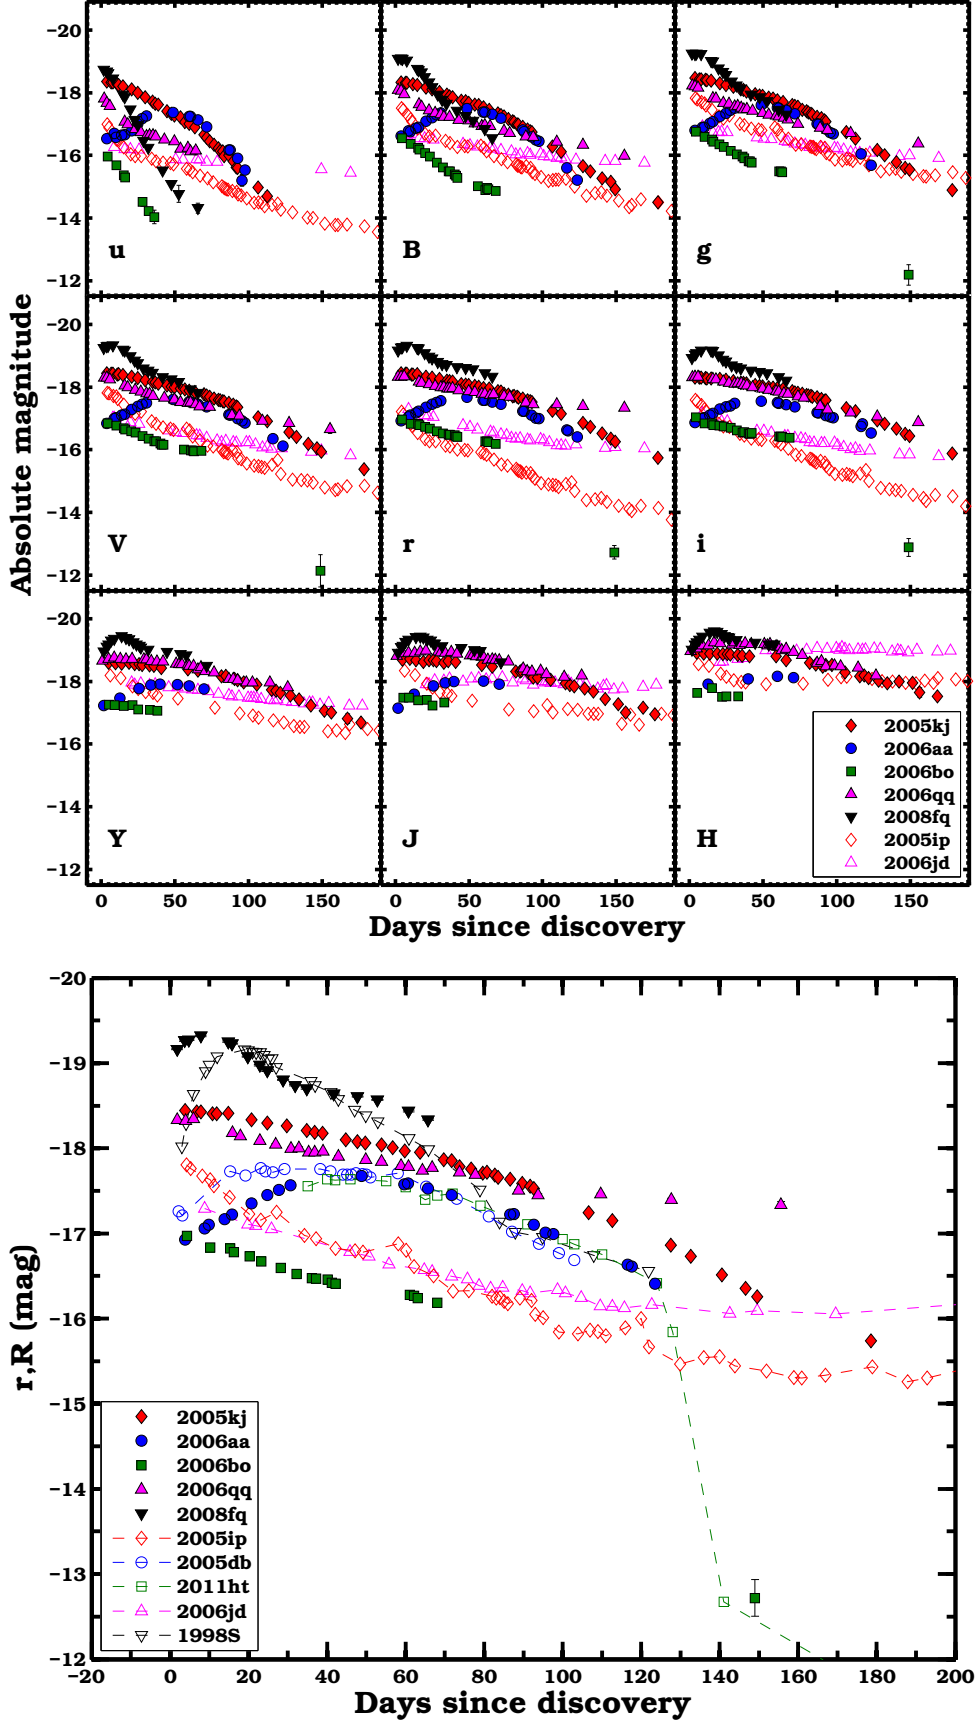 −20
−18
−16
−14
−12
u
B
g
−20
−18
−16
−14
−12
V
r
i
−20
−18
−16
−14
−12
Y
J
H
2005kj
2006aa
2006bo
2006qq
2008fq
2005ip
2006jd
0 50 100 150
0 50 100 150
0 50 100 150
Absolute magnitude
Days since discovery
−20
−19
−18
−17
−16
−15
−14
−13
−12
r,R (mag)
2005kj
2006aa
2006bo
2006qq
2008fq
2005ip
2005db
2011ht
2006jd
1998S
−20 0 20 40 60 80 100 120 140 160 180 200
Days since discovery